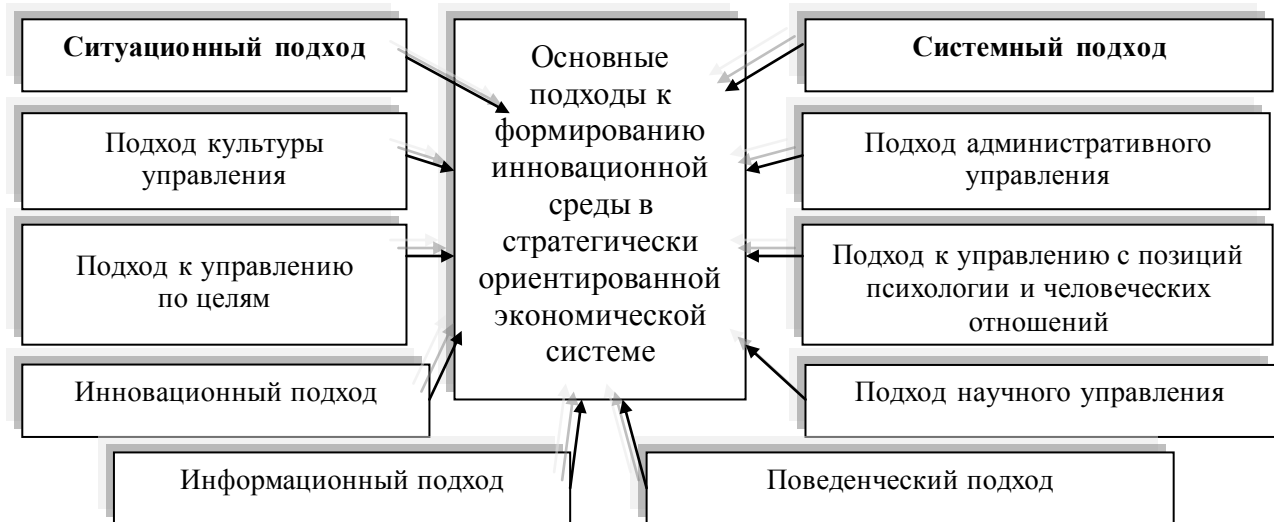 Ситуационный подход
Подход культуры
управления
Подход к управлению
по целям
Инновационный подход
Информационный подход
Основные
подходы к
формированию
инновационной
среды в
стратегически
ориентированной
экономической
системе
Системный подход
Подход административного
управления
Подход к управлению с позиций
психологии и человеческих
отношений
Подход научного управления
Поведенческий подход